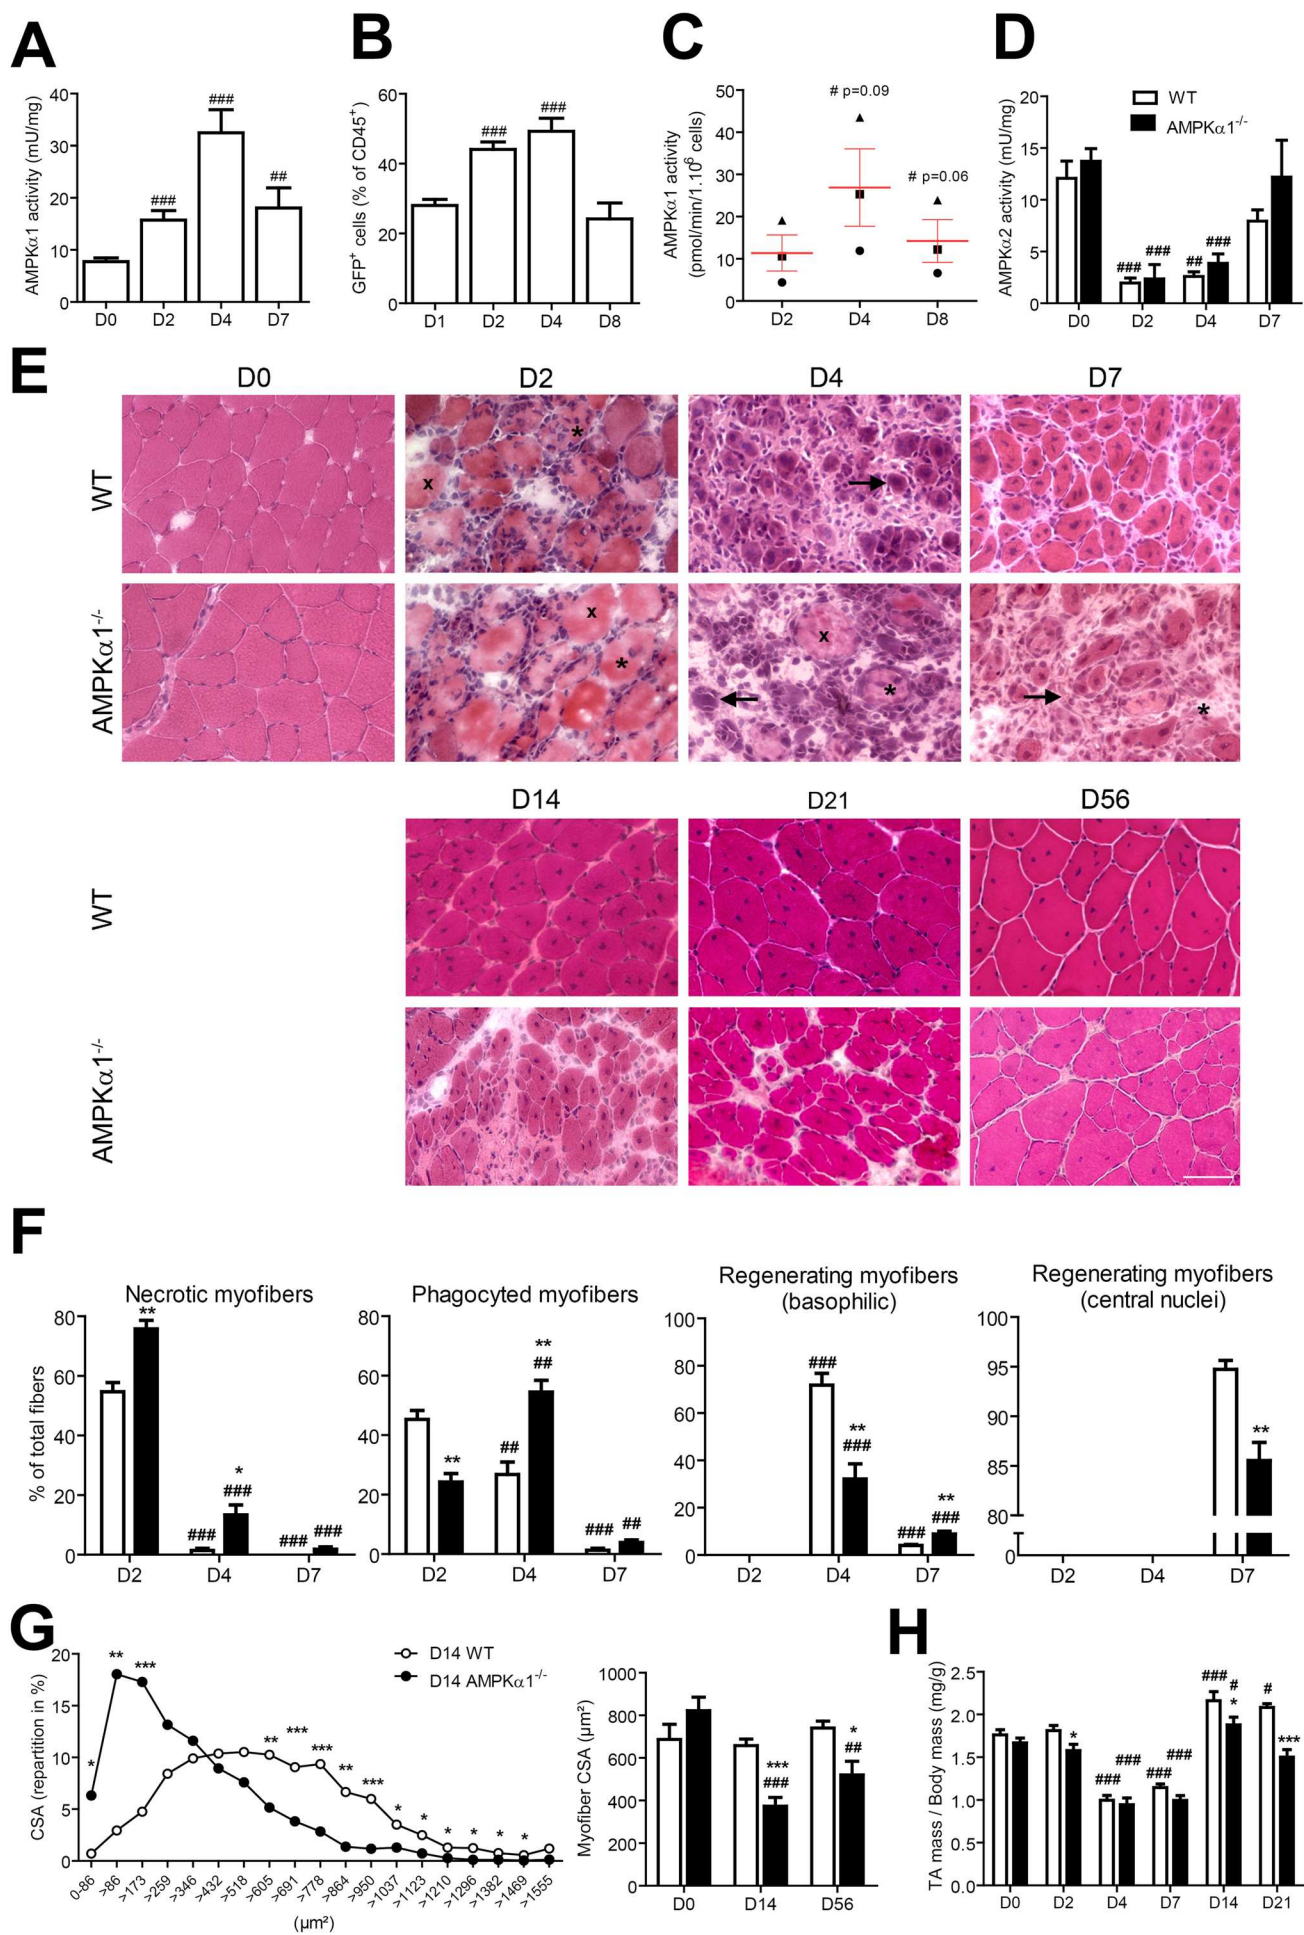 A
AMPKα1 activity (mU/mg)
40
30
20
10
0
###
###
##
D0 D2 D4 D7
B
GFP⁺ cells (% of CD45⁺)
60
40
20
0
###
###
D1 D2 D4 D8
C
AMPKα1 activity
(pmol/min/1.10⁶ cells)
50
40
30
20
10
0
# p=0.09
# p=0.06
D2 D4 D8
D
AMPKα2 activity (mU/mg)
20
15
10
5
0
WT
AMPKα1⁻/⁻
### ### ## ###
D0 D2 D4 D7
E
D0 D2 D4 D7
WT
* x
AMPKα1⁻/⁻
x * x * *
D14 D21 D56
WT
AMPKα1⁻/⁻
F
% of total fibers
Necrotic myofibers
80
60
40
20
0
**
*
###
### ### ###
D2 D4 D7
Phagocyted myofibers
80
60
40
20
0
**
##
** ##
### ##
D2 D4 D7
Regenerating myofibers
(basophilic)
100
80
60
40
20
0
###
**
###
**
### ###
D2 D4 D7
Regenerating myofibers
(central nuclei)
100
95
90
85
80
0
**
D2 D4 D7
G
CSA (repartition in %)
20
15
10
5
0
D14 WT
D14 AMPKα1⁻/⁻
* ** *** ** *** *** ** *** * * * * * *
0-86 >86 >173 >259 >346 >432 >518 >605 >691 >778 >864 >950 >1037 >1123 >1210 >1296 >1382 >1469 >1555
(µm²)
Myofiber CSA (µm²)
1000
800
600
400
200
0
***
###
*
##
D0 D14 D56
H
TA mass / Body mass (mg/g)
2.5
2.0
1.5
1.0
0.5
0.0
*
### ###
### ###
### #
*
#
***
D0 D2 D4 D7 D14 D21